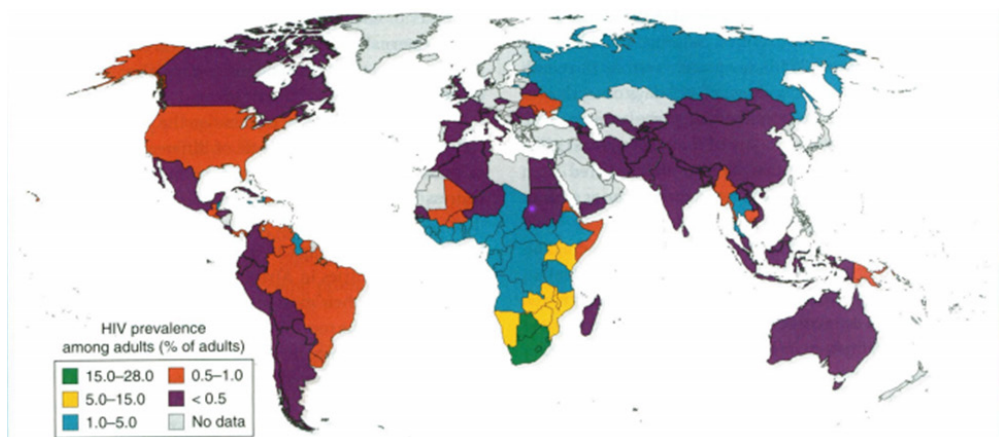 HIV prevalence
among adults (% of adults)
15.0–28.0
0.5–1.0
5.0–15.0
< 0.5
1.0–5.0
No data